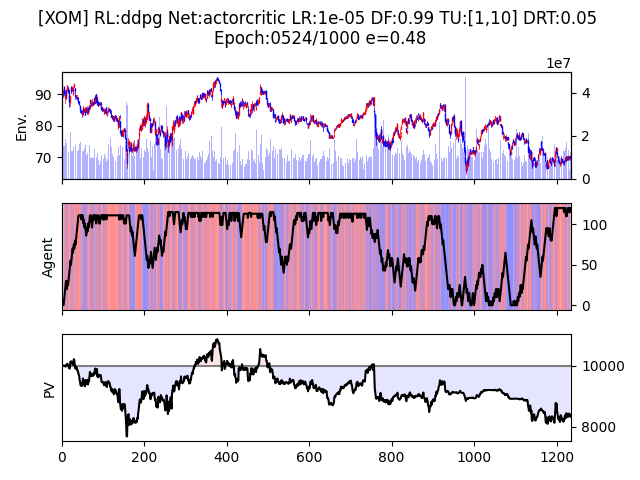 [XOM] RL:ddpg Net:actorcritic LR:1e-05 DF:0.99 TU:[1,10] DRT:0.05
Epoch:0524/1000 e=0.48
1e7
Env.
90
80
70
4
2
0
Agent
100
50
0
PV
10000
8000
0 200 400 600 800 1000 1200